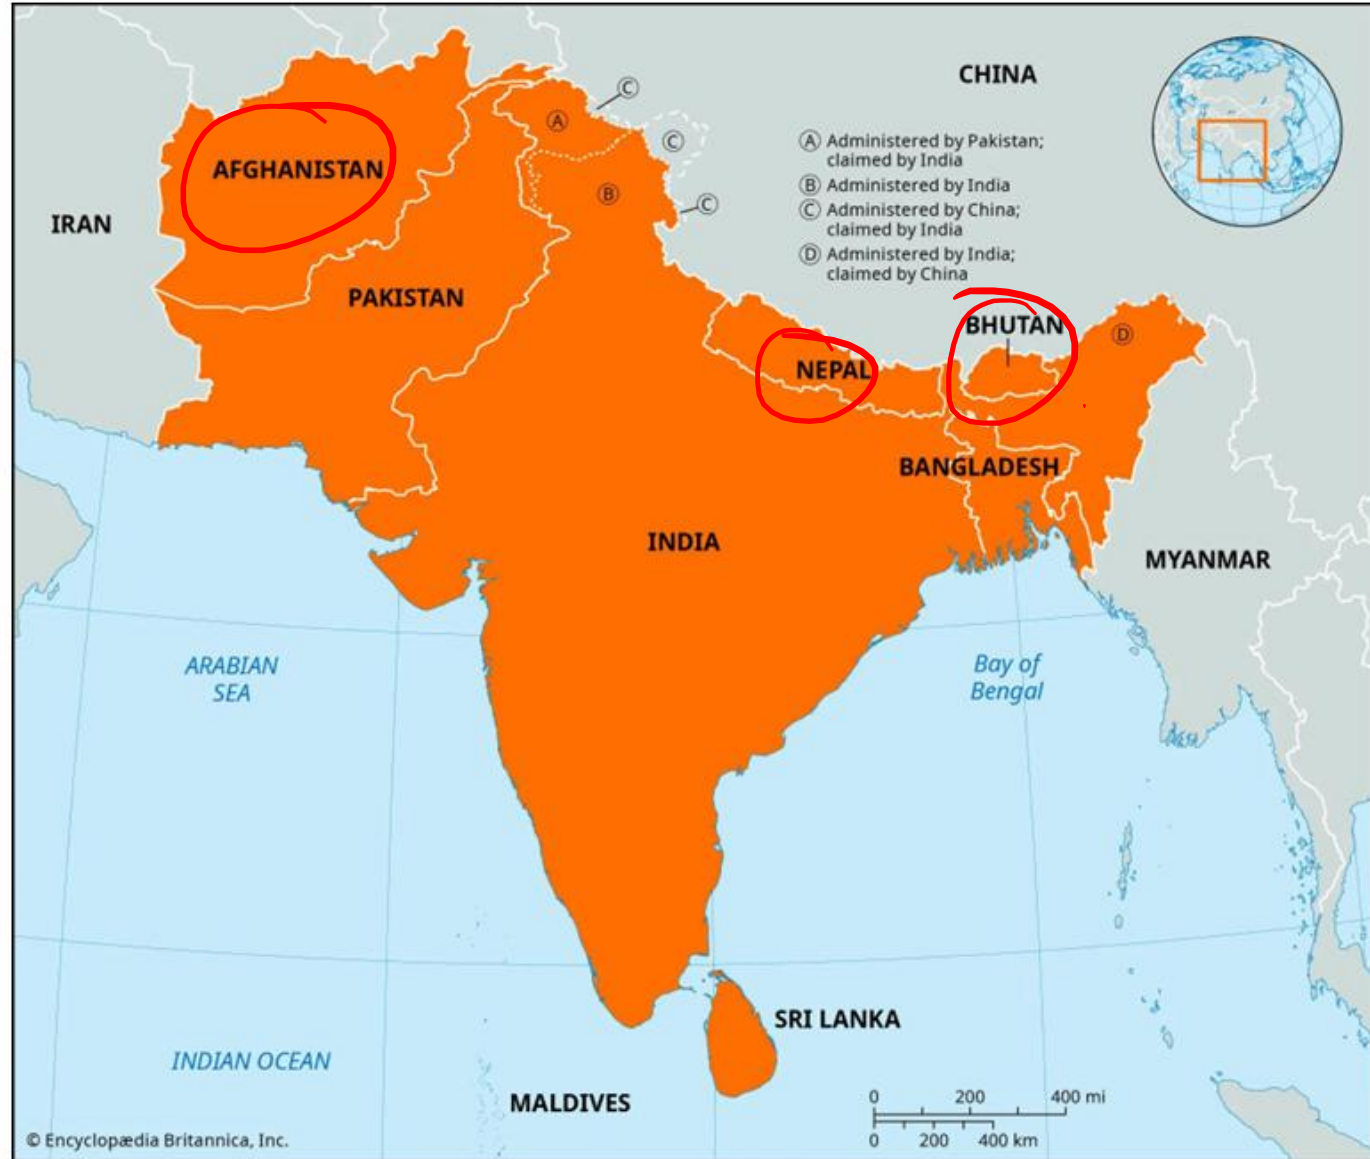 CHINA
Ⓒ
Ⓐ
Ⓒ
Ⓐ Administered by Pakistan;
claimed by India
AFGHANISTAN
Ⓑ
Ⓑ Administered by India
Ⓒ
Ⓒ Administered by China;
claimed by India
IRAN
Ⓓ Administered by India;
claimed by China
PAKISTAN
BHUTAN
Ⓓ
NEPAL
BANGLADESH
INDIA
MYANMAR
ARABIAN
SEA
Bay of
Bengal
SRI LANKA
INDIAN OCEAN
MALDIVES
0 200 400 mi
0 200 400 km
© Encyclopædia Britannica, Inc.